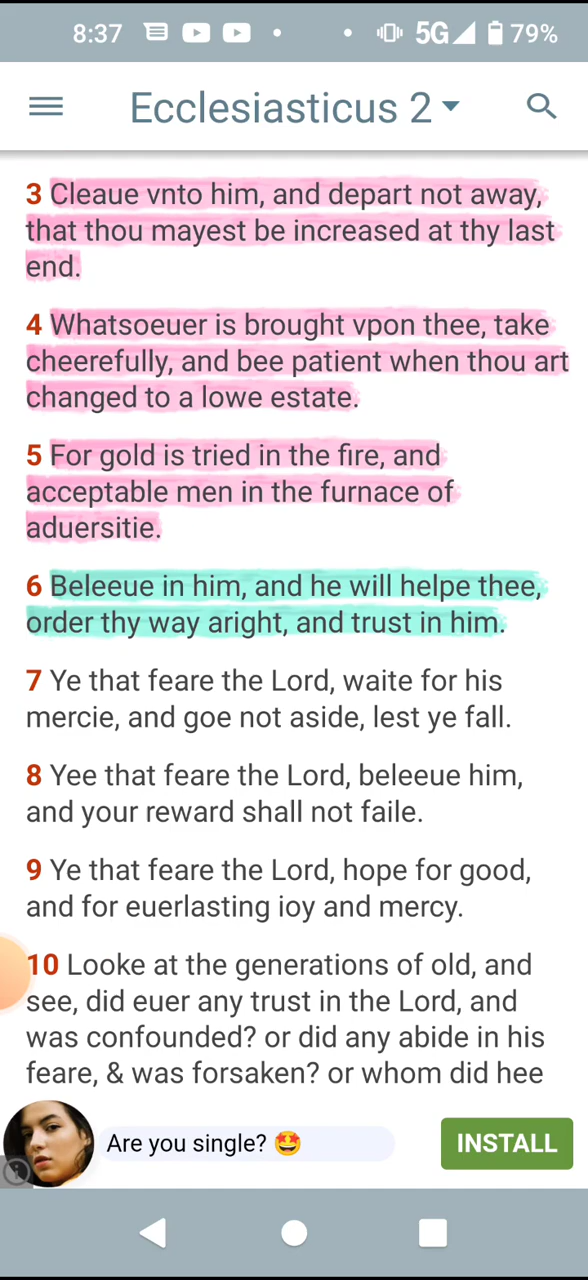 8:37
5G
79%
Ecclesiasticus 2
3 Cleaue vnto him, and depart not away,
that thou mayest be increased at thy last
end.
4 Whatsoeuer is brought vpon thee, take
cheerefully, and bee patient when thou art
changed to a lowe estate.
5 For gold is tried in the fire, and
acceptable men in the furnace of
aduersitie.
6 Beleeue in him, and he will helpe thee,
order thy way aright, and trust in him.
7 Ye that feare the Lord, waite for his
mercie, and goe not aside, lest ye fall.
8 Yee that feare the Lord, beleeue him,
and your reward shall not faile.
9 Ye that feare the Lord, hope for good,
and for euerlasting ioy and mercy.
10 Looke at the generations of old, and
see, did euer any trust in the Lord, and
was confounded? or did any abide in his
feare, & was forsaken? or whom did hee
Are you single? 🤩
INSTALL